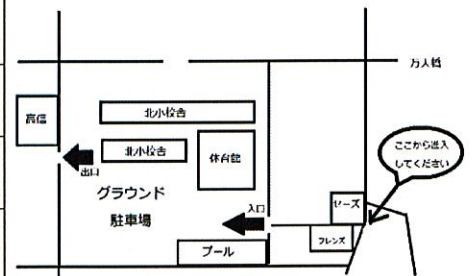 万人橋
高信
北小校舎
北小校舎
体育館
出口
グラウンド
駐車場
入口
プール
セーズ
フレンズ
ここから進入
してください